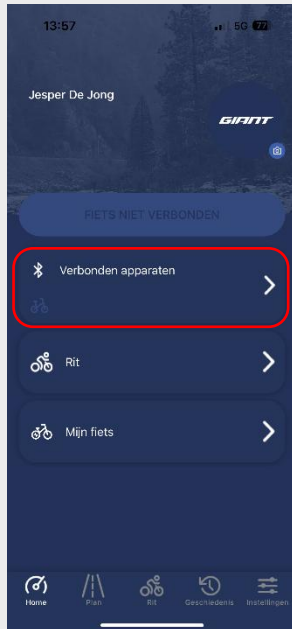 13:57
5G 77
Jesper De Jong
GIANT
FIETS NIET VERBONDEN
Verbonden apparaten
Rit
Mijn fiets
Home Plan Rit Geschiedenis Instellingen